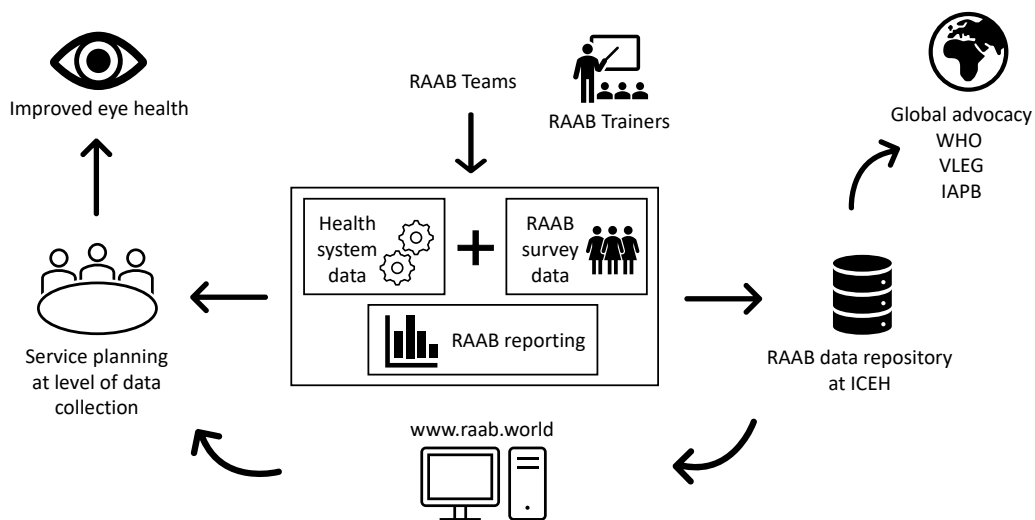 Improved eye health
RAAB Teams
RAAB Trainers
Global advocacy
WHO
VLEG
IAPB
Health
system
data
RAAB
survey
data
RAAB reporting
Service planning
at level of data
collection
RAAB data repository
at ICEH
www.raab.world